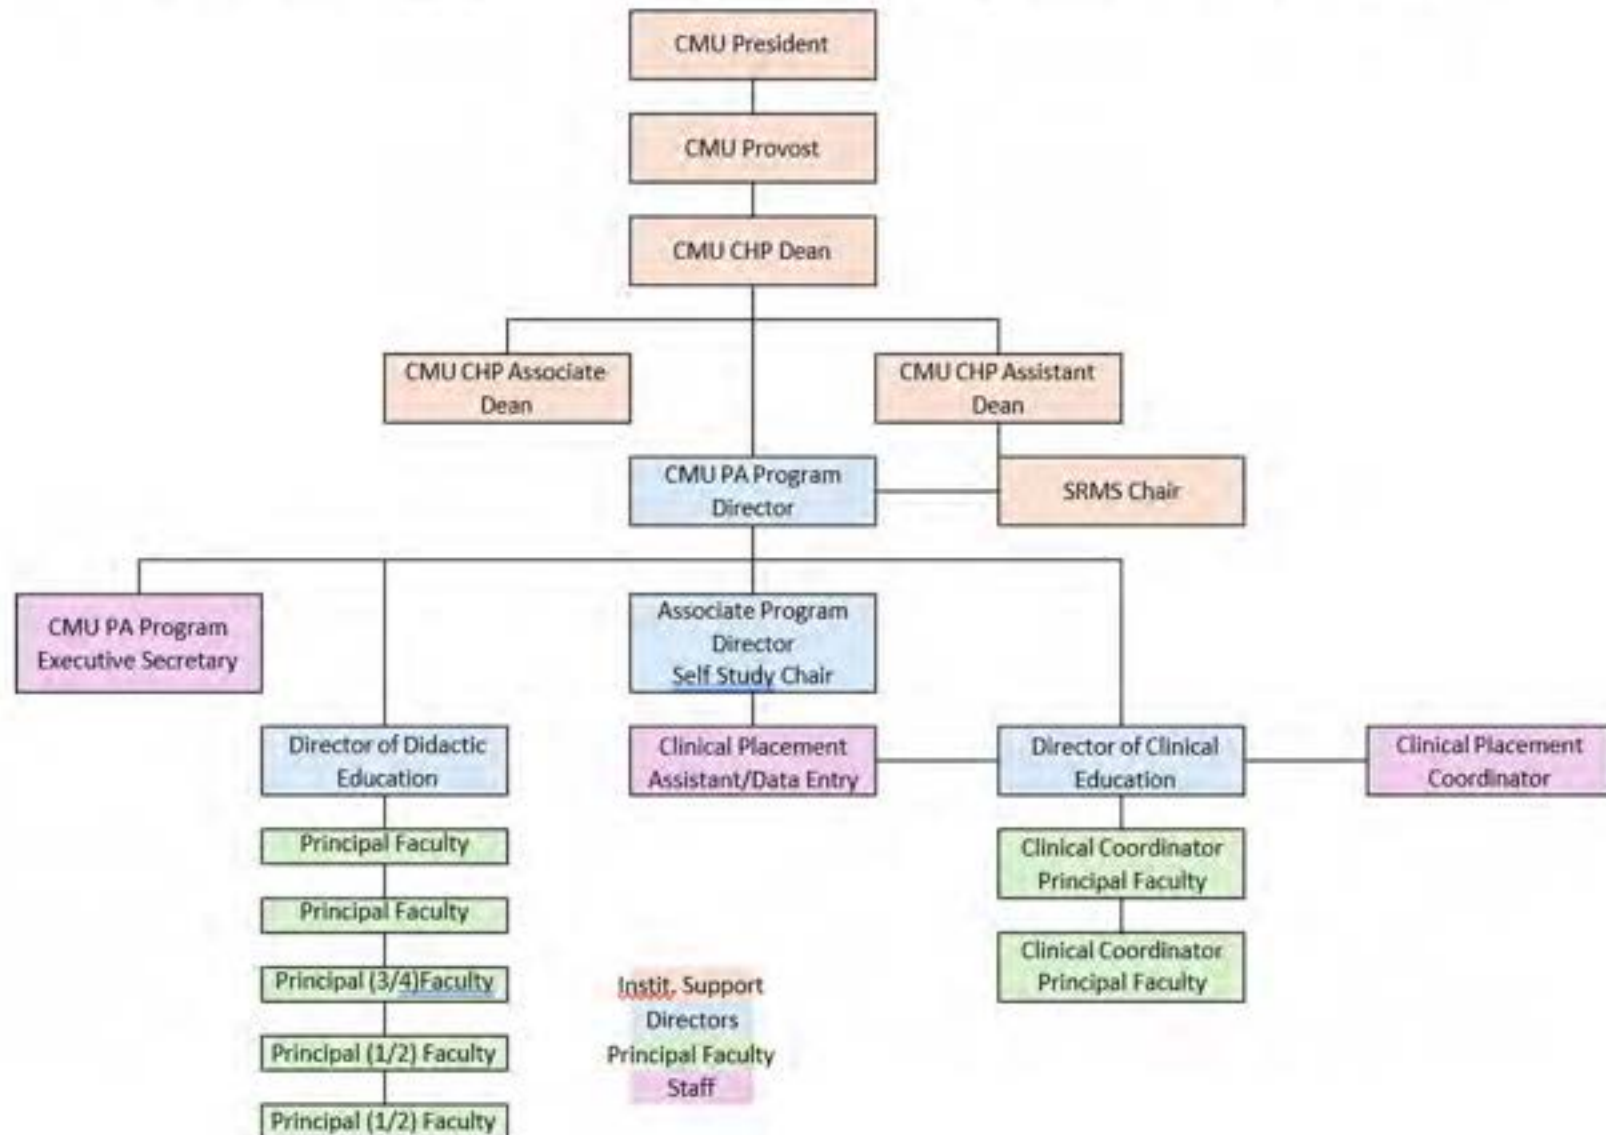 CMU President
CMU Provost
CMU CHP Dean
CMU CHP Associate
Dean
CMU CHP Assistant
Dean
CMU PA Program
Director
SRMS Chair
CMU PA Program
Executive Secretary
Associate Program
Director
Self Study Chair
Director of Didactic
Education
Clinical Placement
Assistant/Data Entry
Director of Clinical
Education
Clinical Placement
Coordinator
Principal Faculty
Principal Faculty
Principal (3/4)Faculty
Principal (1/2) Faculty
Principal (1/2) Faculty
Clinical Coordinator
Principal Faculty
Clinical Coordinator
Principal Faculty
Instit. Support
Directors
Principal Faculty
Staff